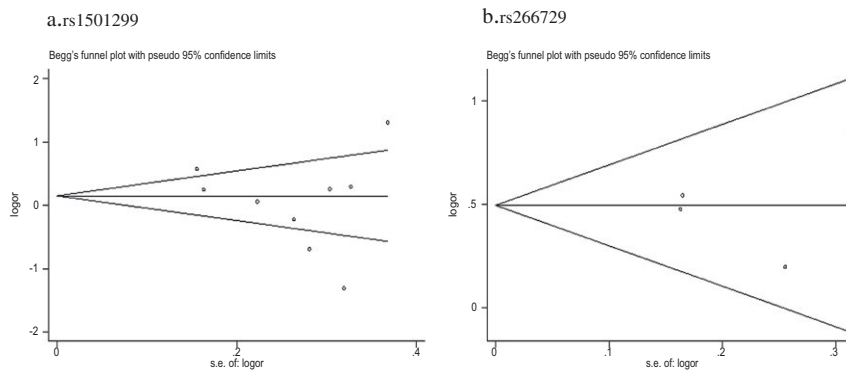 a.rs1501299
Begg's funnel plot with pseudo 95% confidence limits
2
1
0
-1
-2
logor
0
.2
.4
s.e. of: logor
b.rs266729
Begg's funnel plot with pseudo 95% confidence limits
1
.5
0
logor
0
.1
.2
.3
s.e. of: logor